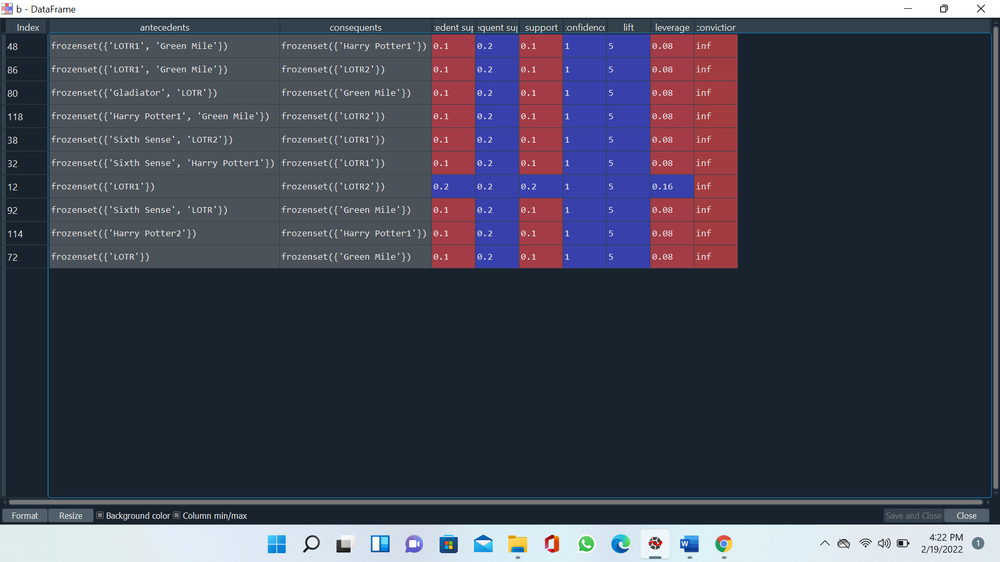 b - DataFrame
Index antecedents consequents edent sup equent sup support confidence lift leverage conviction
48 frozenset({'LOTR1', 'Green Mile'}) frozenset({'Harry Potter1'}) 0.1 0.2 0.1 1 5 0.08 inf
86 frozenset({'LOTR1', 'Green Mile'}) frozenset({'LOTR2'}) 0.1 0.2 0.1 1 5 0.08 inf
80 frozenset({'Gladiator', 'LOTR'}) frozenset({'Green Mile'}) 0.1 0.2 0.1 1 5 0.08 inf
118 frozenset({'Harry Potter1', 'Green Mile'}) frozenset({'LOTR2'}) 0.1 0.2 0.1 1 5 0.08 inf
38 frozenset({'Sixth Sense', 'LOTR2'}) frozenset({'LOTR1'}) 0.1 0.2 0.1 1 5 0.08 inf
32 frozenset({'Sixth Sense', 'Harry Potter1'}) frozenset({'LOTR1'}) 0.1 0.2 0.1 1 5 0.08 inf
12 frozenset({'LOTR1'}) frozenset({'LOTR2'}) 0.2 0.2 0.2 1 5 0.16 inf
92 frozenset({'Sixth Sense', 'LOTR'}) frozenset({'Green Mile'}) 0.1 0.2 0.1 1 5 0.08 inf
114 frozenset({'Harry Potter2'}) frozenset({'Harry Potter1'}) 0.1 0.2 0.1 1 5 0.08 inf
72 frozenset({'LOTR'}) frozenset({'Green Mile'}) 0.1 0.2 0.1 1 5 0.08 inf
Format Resize Background color Column min/max Save and Close Close
4:22 PM
2/19/2022
1